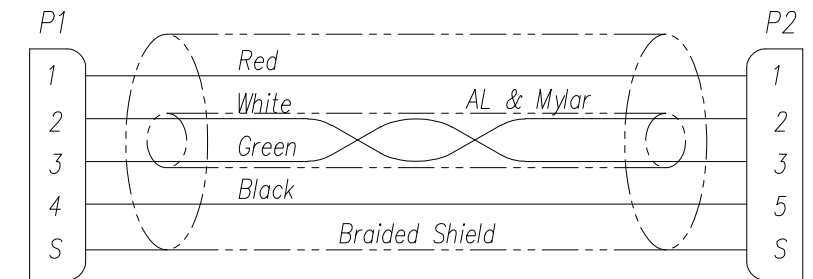 P1 P2
1 Red 1
2 White AL & Mylar 2
3 Green 3
4 Black 5
S Braided Shield S